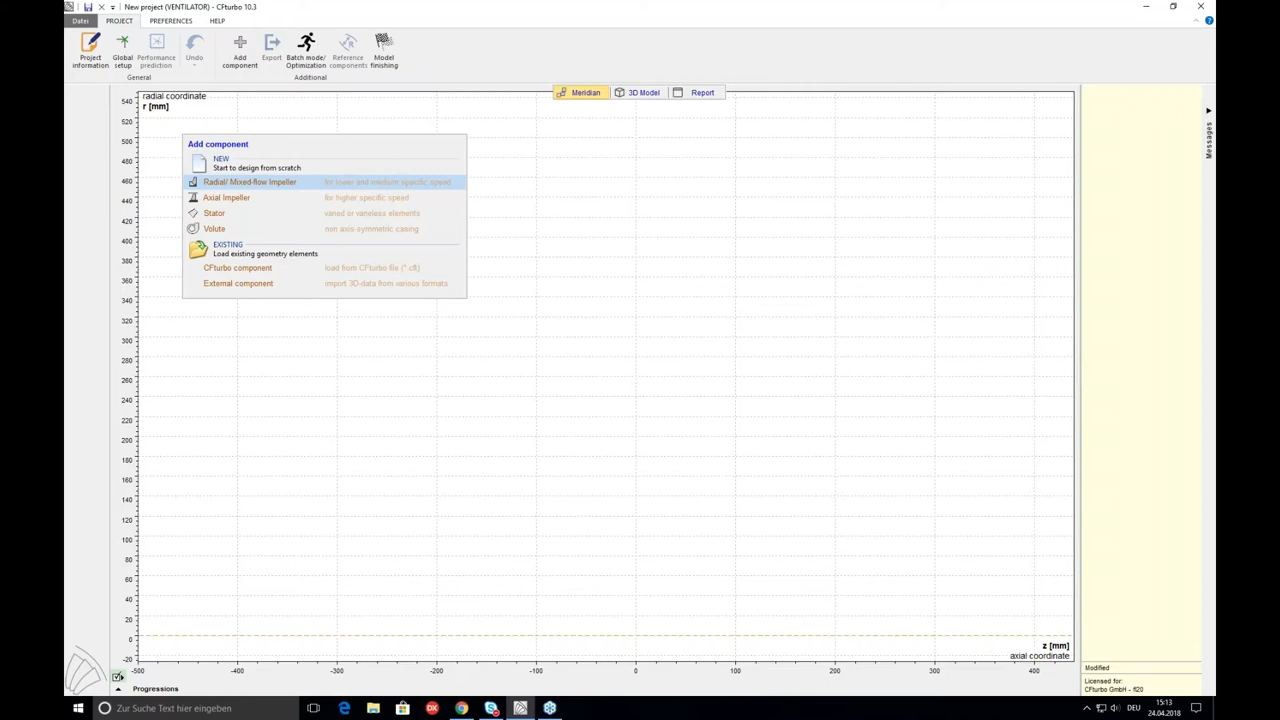 New project (VENTILATOR) - CFturbo 10.3
Datei PROJECT PREFERENCES HELP
Project information
Global setup
Performance prediction
Undo
Add component
Export
Batch mode/ Optimization
Reference components
Model finishing
General
Additional
Meridian 3D Model Report
radial coordinate
r [mm]
540
520
500
480
460
440
420
400
380
360
340
320
300
280
260
240
220
200
180
160
140
120
100
80
60
40
20
0
-20
Add component
NEW
Start to design from scratch
Radial/ Mixed-flow Impeller for lower and medium specific speed
Axial Impeller for higher specific speed
Stator vaned or vaneless elements
Volute non axis-symmetric casing
EXISTING
Load existing geometry elements
CFturbo component load from CFturbo file (*.cft)
External component import 3D-data from various formats
Messages
z [mm]
axial coordinate
-500 -400 -300 -200 -100 0 100 200 300 400
Progressions
Modified
Licensed for:
CFturbo GmbH - fl20
Zur Suche Text hier eingeben
DEU
15:13
24.04.2018